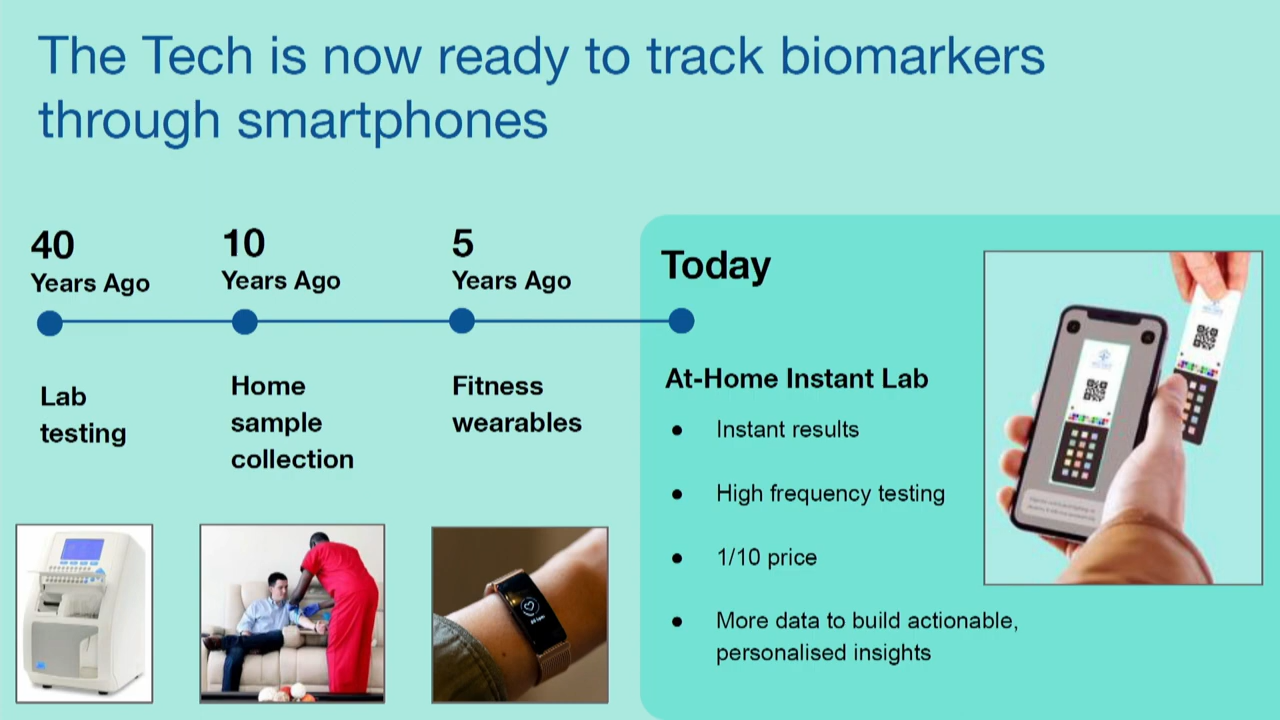 The Tech is now ready to track biomarkers
through smartphones
40
Years Ago
10
Years Ago
5
Years Ago
Today
Lab
testing
Home
sample
collection
Fitness
wearables
At-Home Instant Lab
● Instant results
● High frequency testing
● 1/10 price
● More data to build actionable,
personalised insights